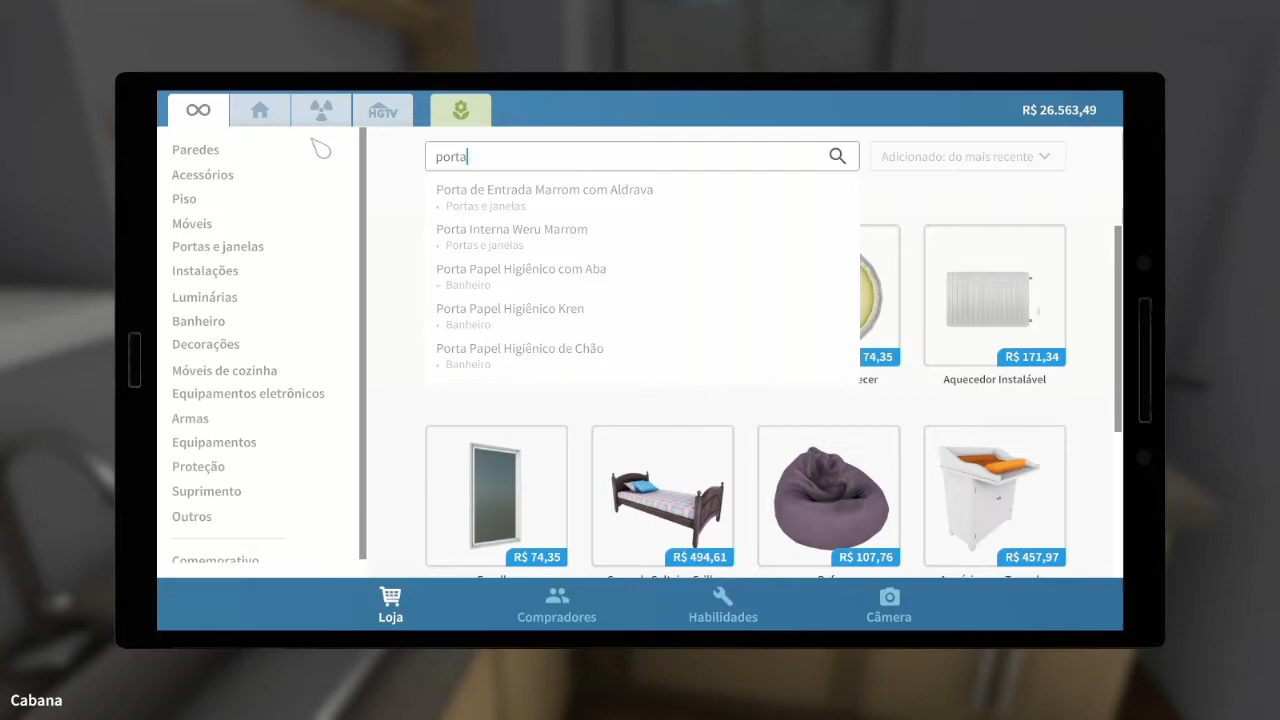 HGTV
R$ 26.563,49
Paredes
Acessórios
Piso
Móveis
Portas e janelas
Instalações
Luminárias
Banheiro
Decorações
Móveis de cozinha
Equipamentos eletrônicos
Armas
Equipamentos
Proteção
Suprimento
Outros
Comemorativo
porta
Adicionado: do mais recente
Porta de Entrada Marrom com Aldrava
• Portas e janelas
Porta Interna Weru Marrom
• Portas e janelas
Porta Papel Higiênico com Aba
• Banheiro
Porta Papel Higiênico Kren
• Banheiro
Porta Papel Higiênico de Chão
• Banheiro
74,35
R$ 171,34
ecer
Aquecedor Instalável
R$ 74,35
R$ 494,61
R$ 107,76
R$ 457,97
Loja
Compradores
Habilidades
Câmera
Cabana